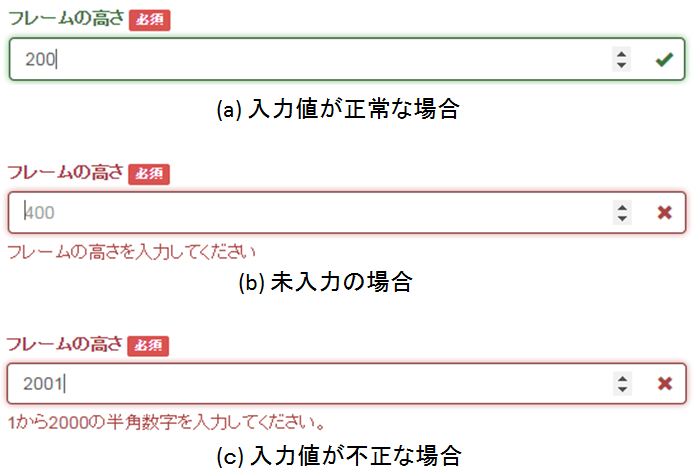 フレームの高さ 必須
200
(a) 入力値が正常な場合
フレームの高さ 必須
400
フレームの高さを入力してください
(b) 未入力の場合
フレームの高さ 必須
2001
1から2000の半角数字を入力してください。
(c) 入力値が不正な場合